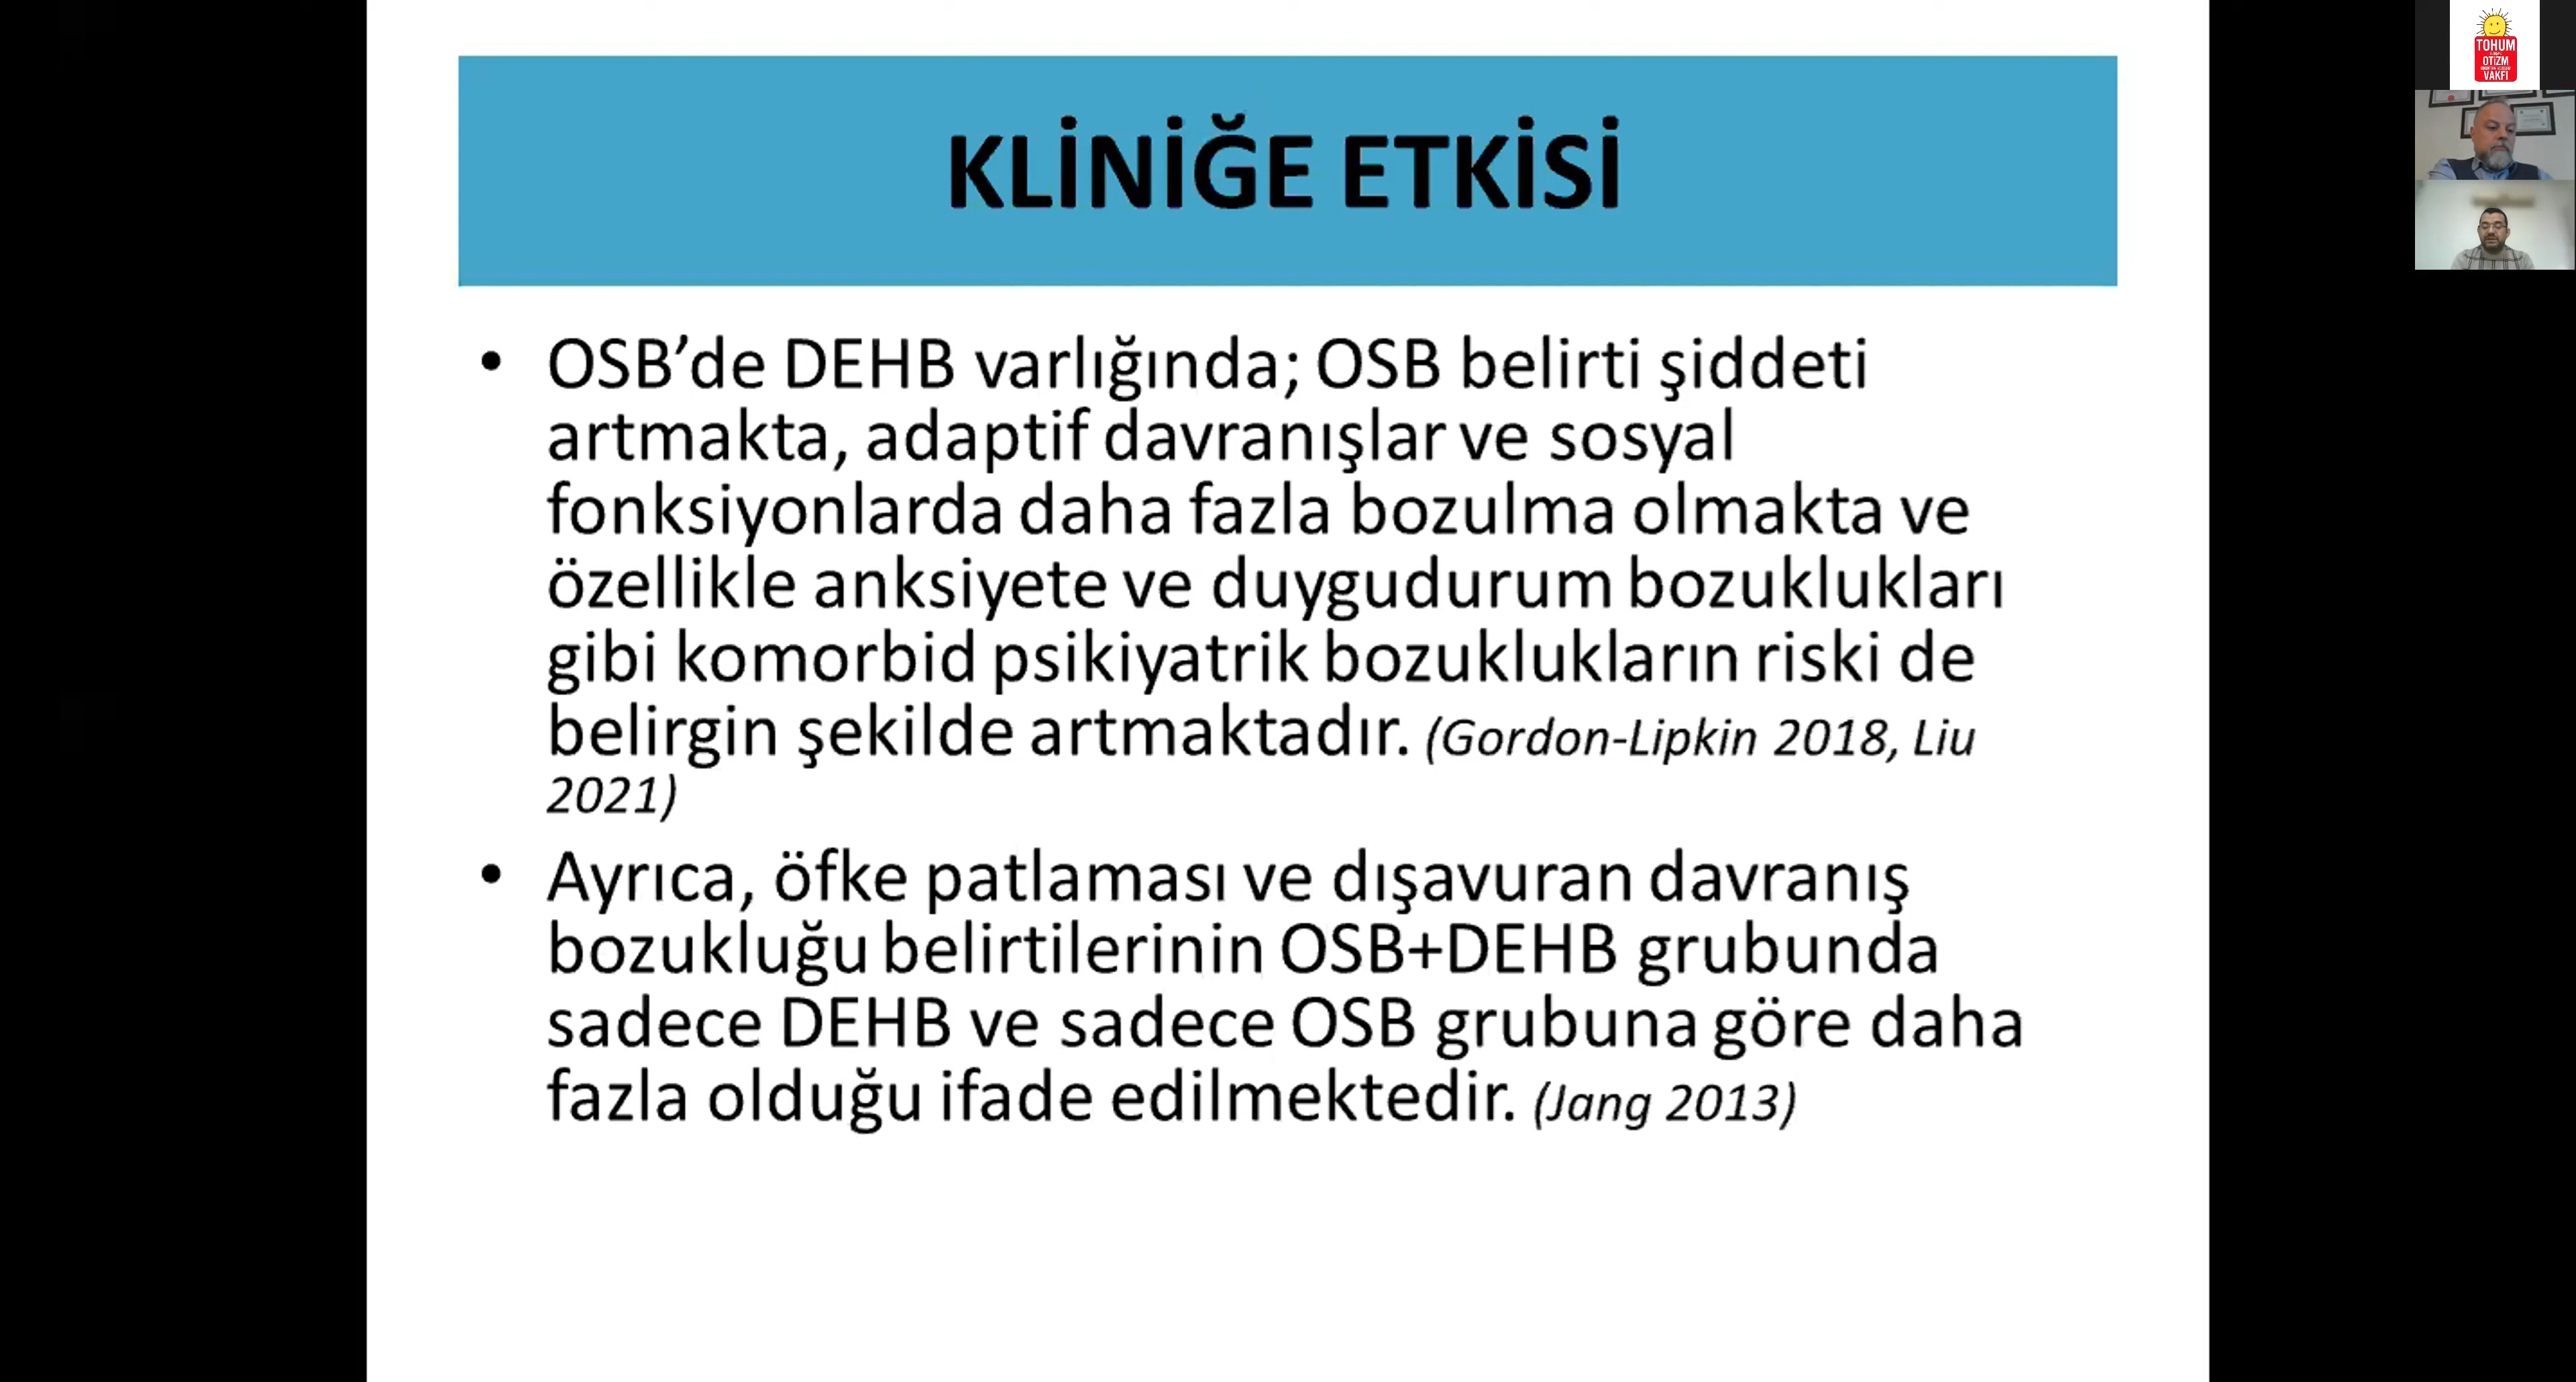 KLİNİĞE ETKİSİ
• OSB’de DEHB varlığında; OSB belirti şiddeti
artmakta, adaptif davranışlar ve sosyal
fonksiyonlarda daha fazla bozulma olmakta ve
özellikle anksiyete ve duygudurum bozuklukları
gibi komorbid psikiyatrik bozuklukların riski de
belirgin şekilde artmaktadır. (Gordon-Lipkin 2018, Liu
2021)
• Ayrıca, öfke patlaması ve dışavuran davranış
bozukluğu belirtilerinin OSB+DEHB grubunda
sadece DEHB ve sadece OSB grubuna göre daha
fazla olduğu ifade edilmektedir. (Jang 2013)
TOHUM
OTİZM
VAKFI